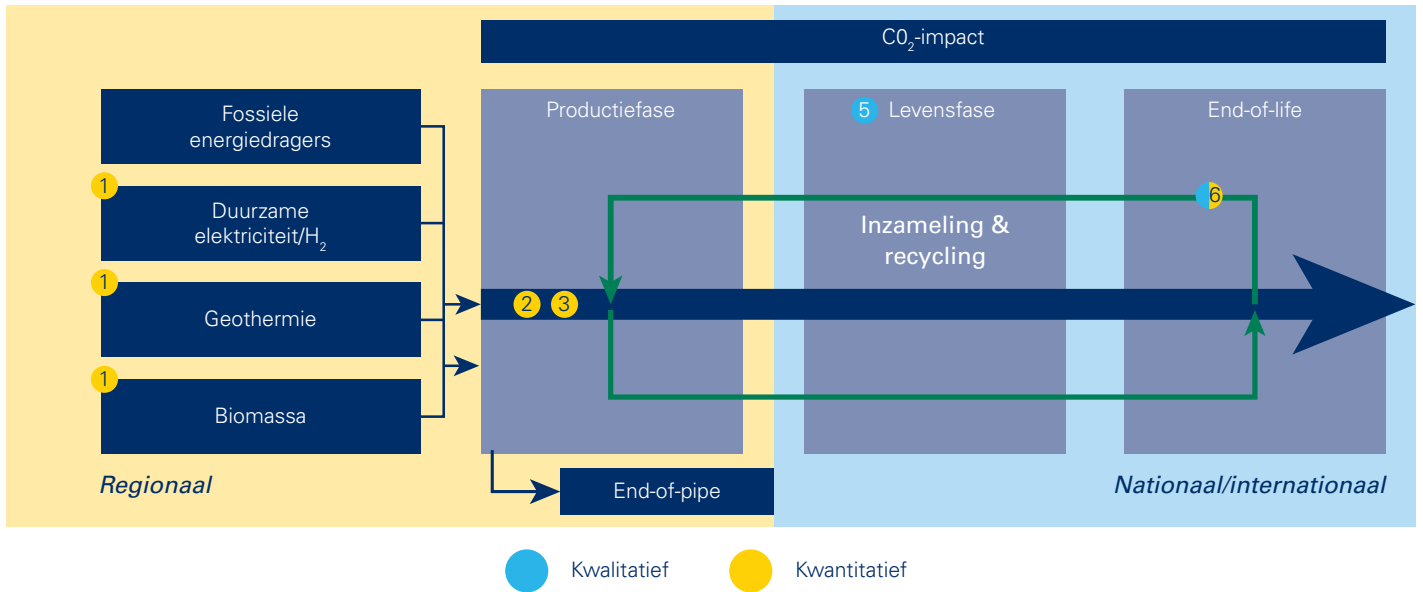 C0₂-impact
Fossiele
energiedragers
1
Duurzame
elektriciteit/H₂
1
Geothermie
1
Biomassa
Regionaal
Productiefase
2 3
5 Levensfase
End-of-life
6
Inzameling &
recycling
End-of-pipe
Nationaal/internationaal
Kwalitatief
Kwantitatief